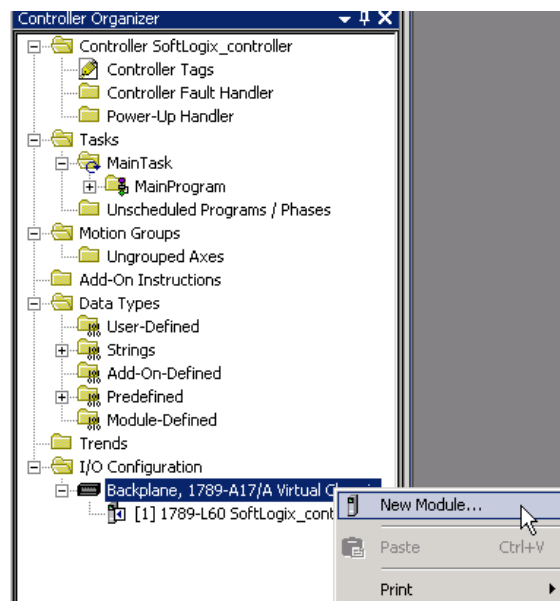 Controller Organizer
Controller SoftLogix_controller
Controller Tags
Controller Fault Handler
Power-Up Handler
Tasks
MainTask
MainProgram
Unscheduled Programs / Phases
Motion Groups
Ungrouped Axes
Add-On Instructions
Data Types
User-Defined
Strings
Add-On-Defined
Predefined
Module-Defined
Trends
I/O Configuration
Backplane, 1789-A17/A Virtual
[1] 1789-L60 SoftLogix_cont
New Module...
Paste Ctrl+V
Print